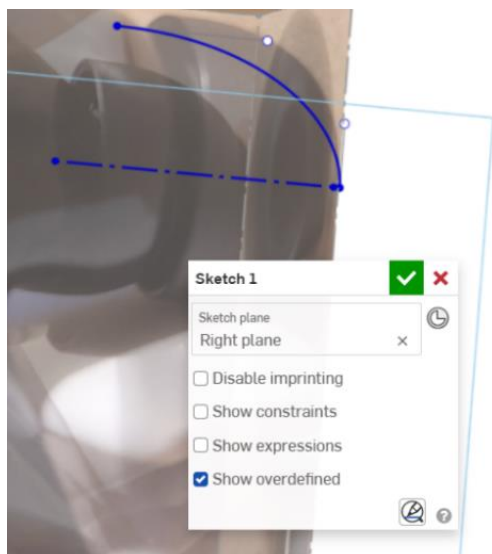 Sketch 1
Sketch plane
Right plane
Disable imprinting
Show constraints
Show expressions
Show overdefined